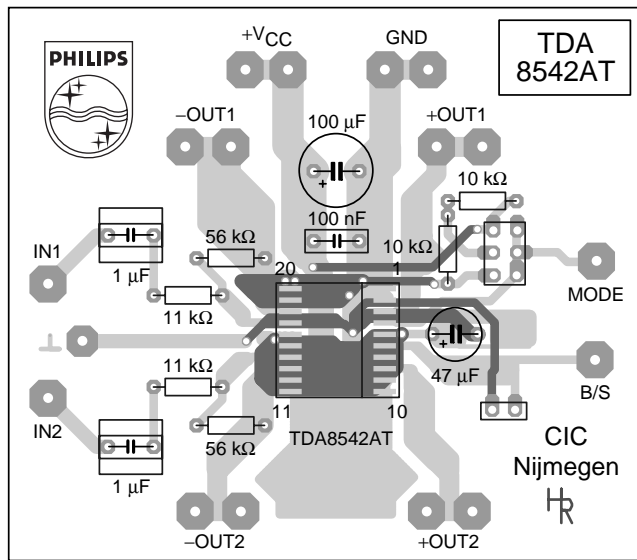 PHILIPS
+VCC
GND
TDA
8542AT
−OUT1
+OUT1
100 μF
+
10 kΩ
100 nF
56 kΩ
10 kΩ
IN1
1 μF
20
1
MODE
11 kΩ
+
11 kΩ
47 μF
B/S
IN2
11
10
56 kΩ
TDA8542AT
CIC
Nijmegen
1 μF
HR
−OUT2
+OUT2